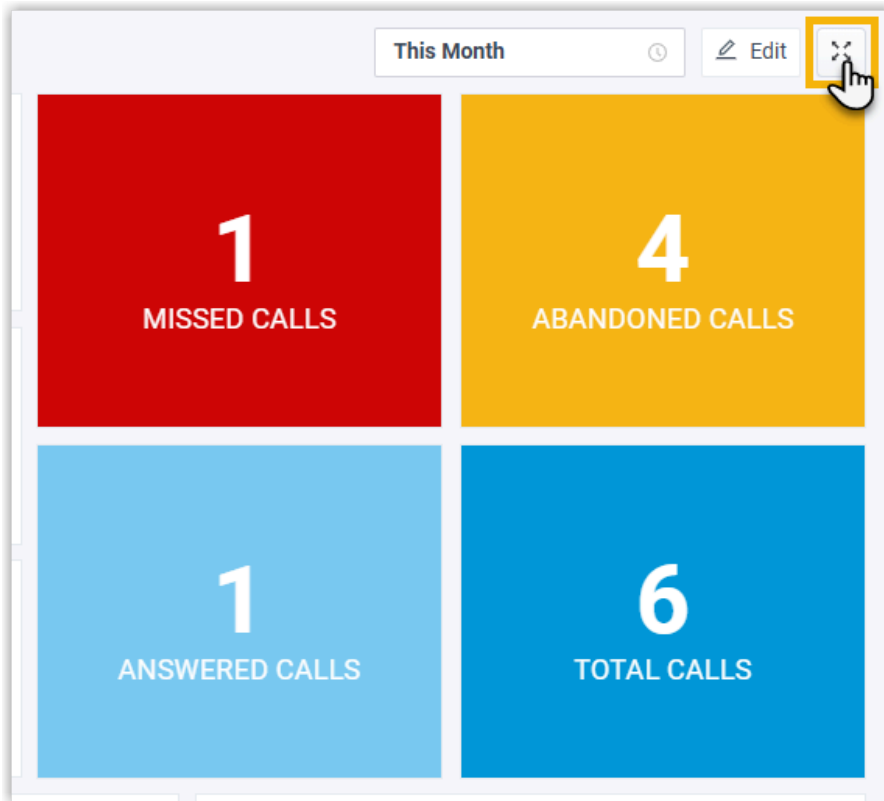 This Month
Edit
1
MISSED CALLS
4
ABANDONED CALLS
1
ANSWERED CALLS
6
TOTAL CALLS